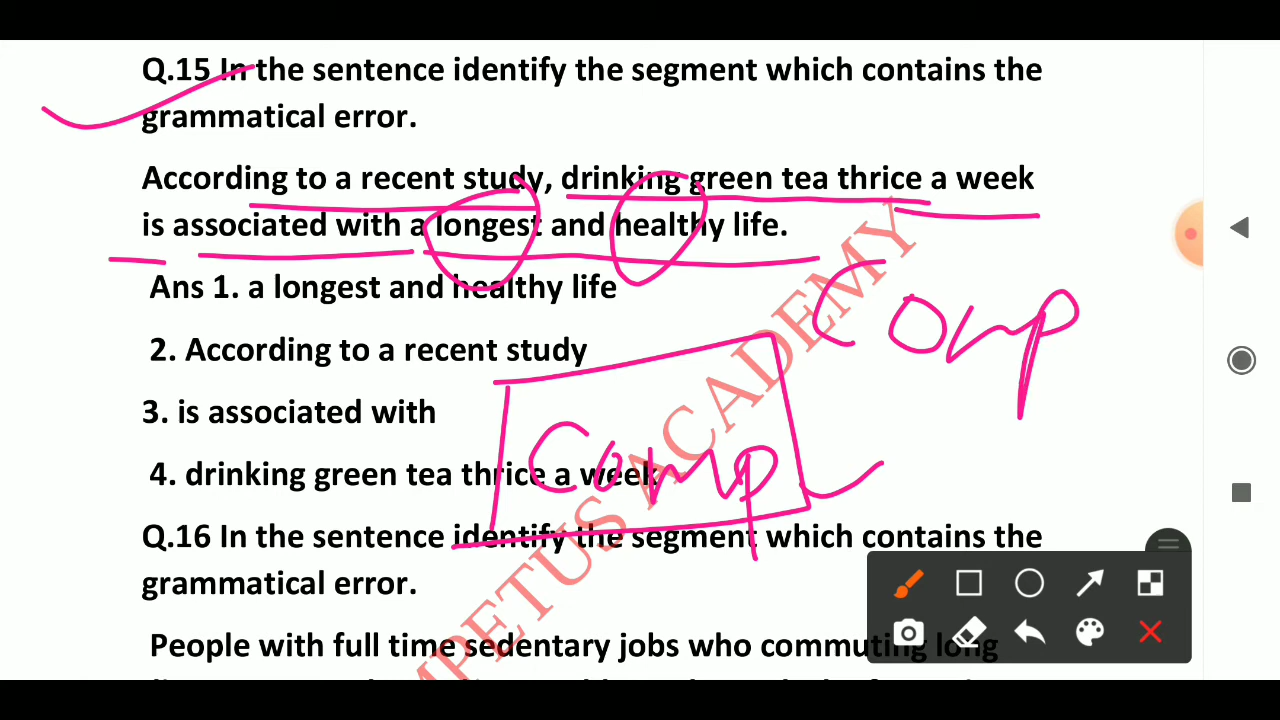 Q.15 In the sentence identify the segment which contains the
grammatical error.
According to a recent study, drinking green tea thrice a week
is associated with a longest and healthy life.
Ans 1. a longest and healthy life
2. According to a recent study
3. is associated with
4. drinking green tea thrice a week
Comp
Comp
Q.16 In the sentence identify the segment which contains the
grammatical error.
People with full time sedentary jobs who commuting long
MPETUS ACADEMY